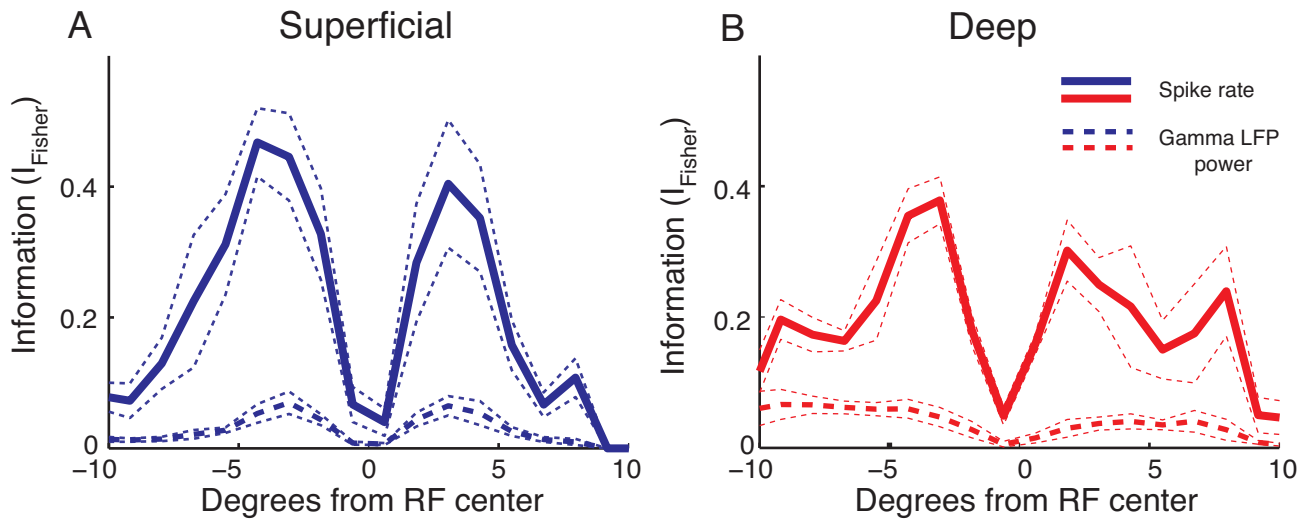 A
Superficial
Information (I_Fisher)
0.4
0.2
0
−10
−5
0
5
10
Degrees from RF center
B
Deep
Spike rate
Gamma LFP
power
Information (I_Fisher)
0.4
0.2
0
−10
−5
0
5
10
Degrees from RF center